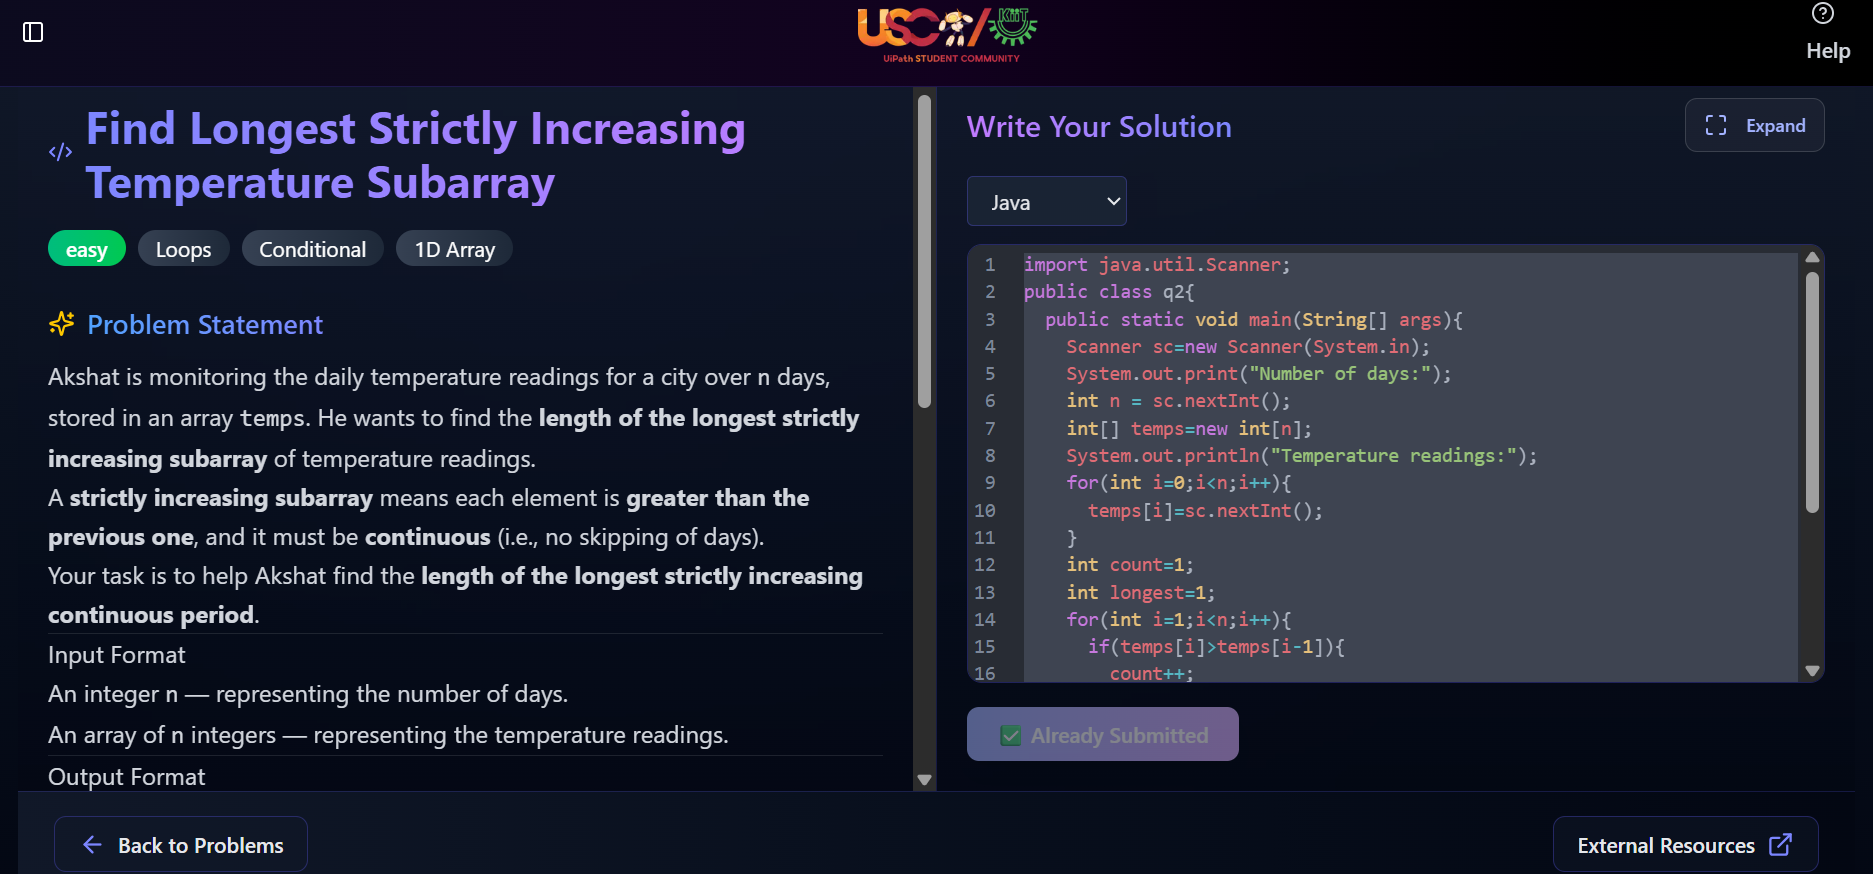 USC/KIIT
UiPath STUDENT COMMUNITY
Help
</> Find Longest Strictly Increasing
Temperature Subarray
easy Loops Conditional 1D Array
Problem Statement
Akshat is monitoring the daily temperature readings for a city over n days,
stored in an array temps. He wants to find the length of the longest strictly
increasing subarray of temperature readings.
A strictly increasing subarray means each element is greater than the
previous one, and it must be continuous (i.e., no skipping of days).
Your task is to help Akshat find the length of the longest strictly increasing
continuous period.
Input Format
An integer n — representing the number of days.
An array of n integers — representing the temperature readings.
Output Format
Back to Problems
Write Your Solution
Expand
Java
1 import java.util.Scanner;
2 public class q2{
3 public static void main(String[] args){
4 Scanner sc=new Scanner(System.in);
5 System.out.print("Number of days:");
6 int n = sc.nextInt();
7 int[] temps=new int[n];
8 System.out.println("Temperature readings:");
9 for(int i=0;i<n;i++){
10 temps[i]=sc.nextInt();
11 }
12 int count=1;
13 int longest=1;
14 for(int i=1;i<n;i++){
15 if(temps[i]>temps[i-1]){
16 count++;
Already Submitted
External Resources